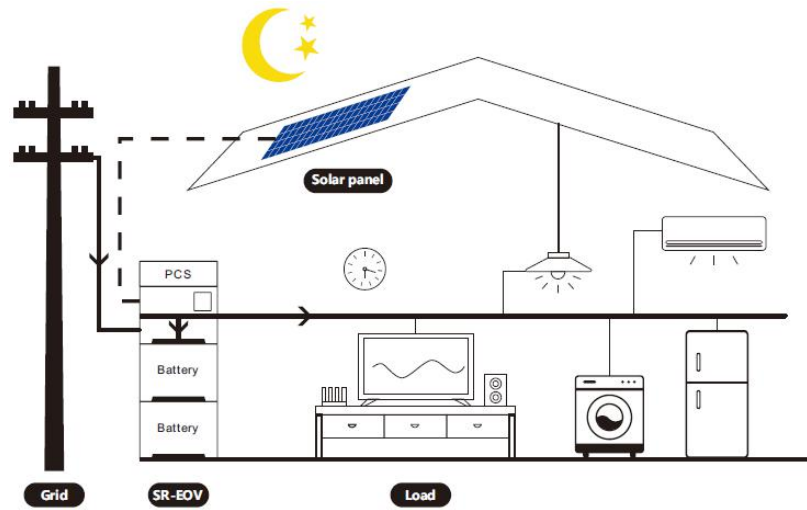 Solar panel
PCS
Battery
Battery
Grid
SR-EOV
Load